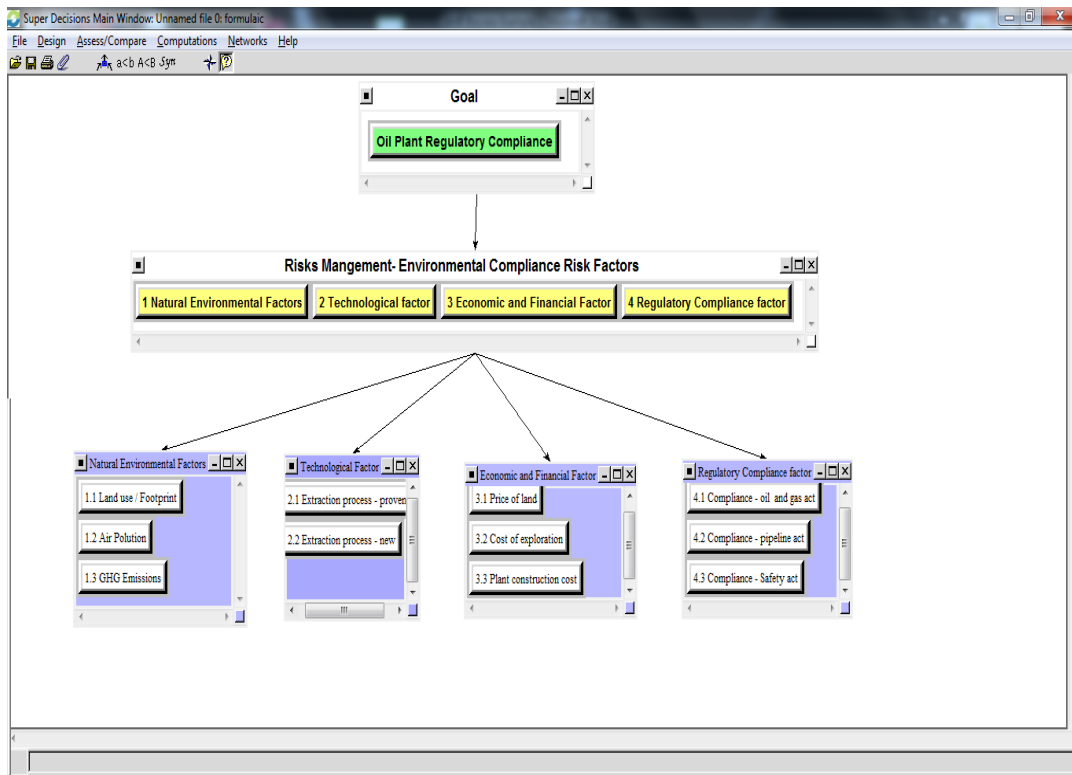 Super Decisions Main Window: Unnamed file 0: formulaic
File Design Assess/Compare Computations Networks Help
a<b A<B Syn
Goal
Oil Plant Regulatory Compliance
Risks Mangement- Environmental Compliance Risk Factors
1 Natural Environmental Factors 2 Technological factor 3 Economic and Financial Factor 4 Regulatory Compliance factor
Natural Environmental Factors
1.1 Land use / Footprint
1.2 Air Polution
1.3 GHG Emissions
Technological Factor
2.1 Extraction process - proven
2.2 Extraction process - new
Economic and Financial Factor
3.1 Price of land
3.2 Cost of exploration
3.3 Plant construction cost
Regulatory Compliance factor
4.1 Compliance - oil and gas act
4.2 Compliance - pipeline act
4.3 Compliance - Safety act